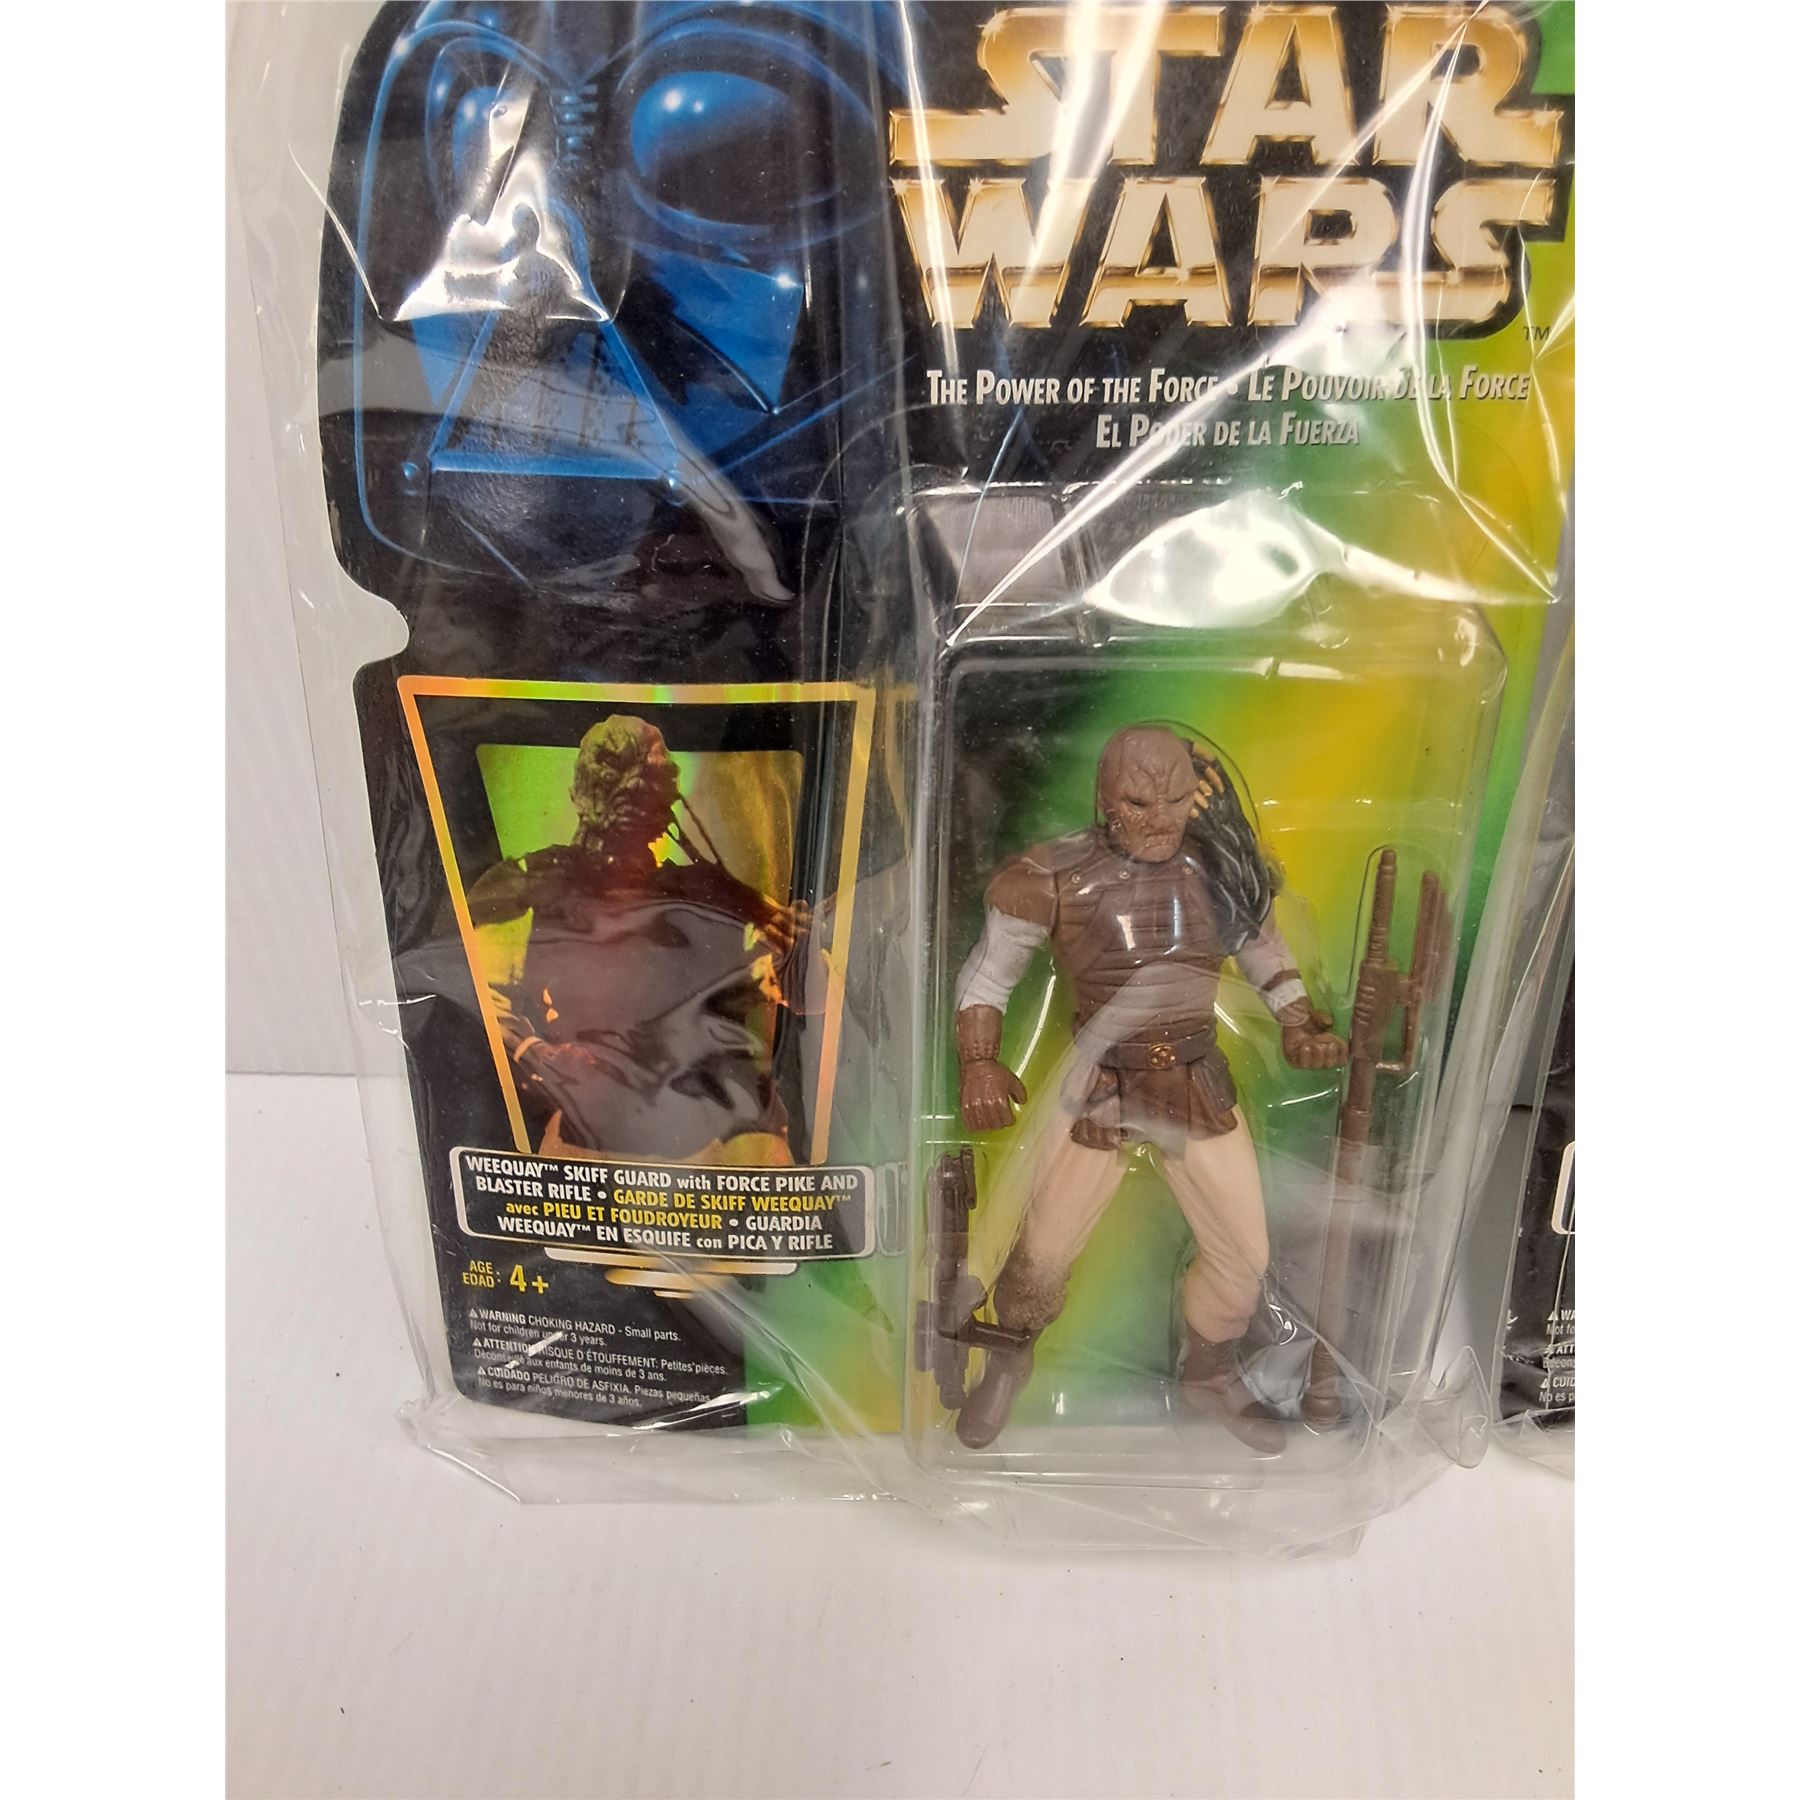 STAR
WARS
TM
THE POWER OF THE FORCE • LE POUVOIR DE LA FORCE
EL PODER DE LA FUERZA
WEEQUAY™ SKIFF GUARD with FORCE PIKE AND
BLASTER RIFLE • GARDE DE SKIFF WEEQUAY™
avec PIEU ET FOUDROYEUR • GUARDIA
WEEQUAY™ EN ESQUIFE con PICA Y RIFLE
AGE
EDAD : 4+
⚠ WARNING CHOKING HAZARD - Small parts.
Not for children under 3 years.
⚠ ATTENTION RISQUE D'ÉTOUFFEMENT: Petites pièces.
Déconseillé aux enfants de moins de 3 ans.
⚠ CUIDADO PELIGRO DE ASFIXIA. Piezas pequeñas.
No es para niños menores de 3 años.